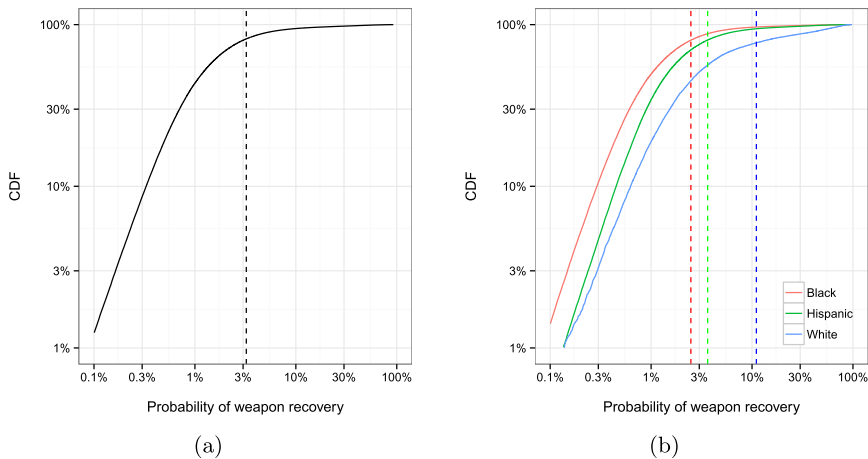 100%
30%
10%
3%
1%
CDF
0.1% 0.3% 1% 3% 10% 30% 100%
Probability of weapon recovery
(a)
100%
30%
10%
3%
1%
CDF
Black
Hispanic
White
0.1% 0.3% 1% 3% 10% 30% 100%
Probability of weapon recovery
(b)